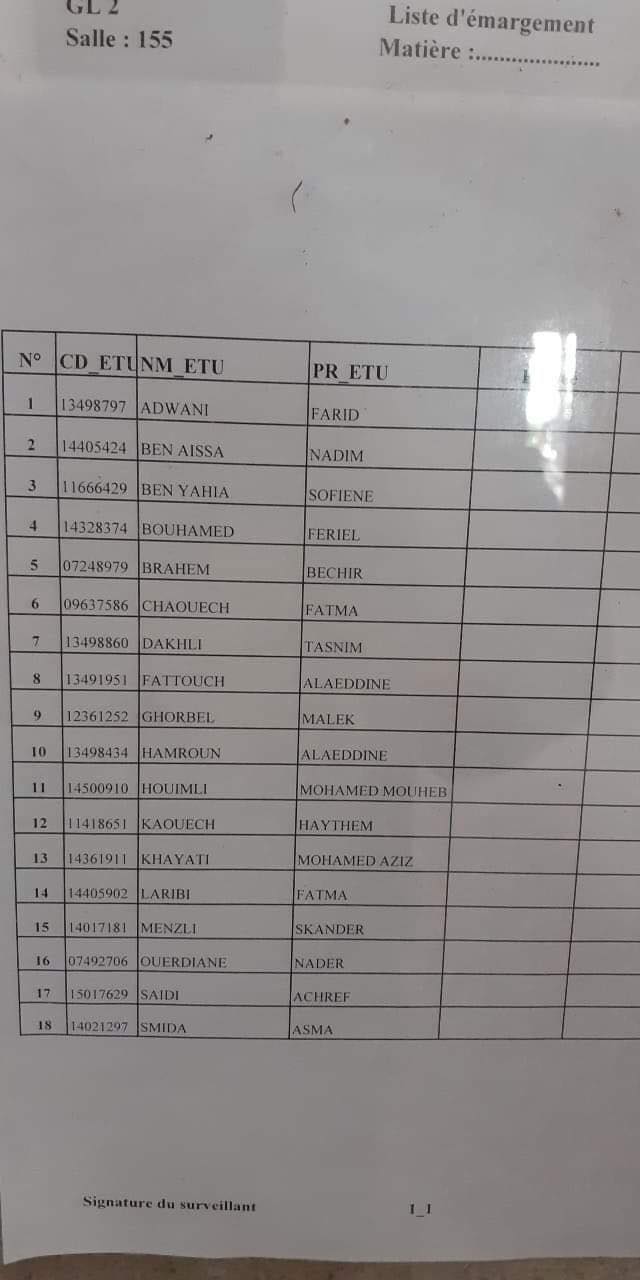 GL 2
Salle : 155
Liste d'émargement
Matière :.....................
N° CD_ETU NM_ETU PR_ETU
1 13498797 ADWANI FARID
2 14405424 BEN AISSA NADIM
3 11666429 BEN YAHIA SOFIENE
4 14328374 BOUHAMED FERIEL
5 07248979 BRAHEM BECHIR
6 09637586 CHAOUECH FATMA
7 13498860 DAKHLI TASNIM
8 13491951 FATTOUCH ALAEDDINE
9 12361252 GHORBEL MALEK
10 13498434 HAMROUN ALAEDDINE
11 14500910 HOUIMLI MOHAMED MOUHEB
12 11418651 KAOUECH HAYTHEM
13 14361911 KHAYATI MOHAMED AZIZ
14 14405902 LARIBI FATMA
15 14017181 MENZLI SKANDER
16 07492706 OUERDIANE NADER
17 15017629 SAIDI ACHREF
18 14021297 SMIDA ASMA
Signature du surveillant I_I